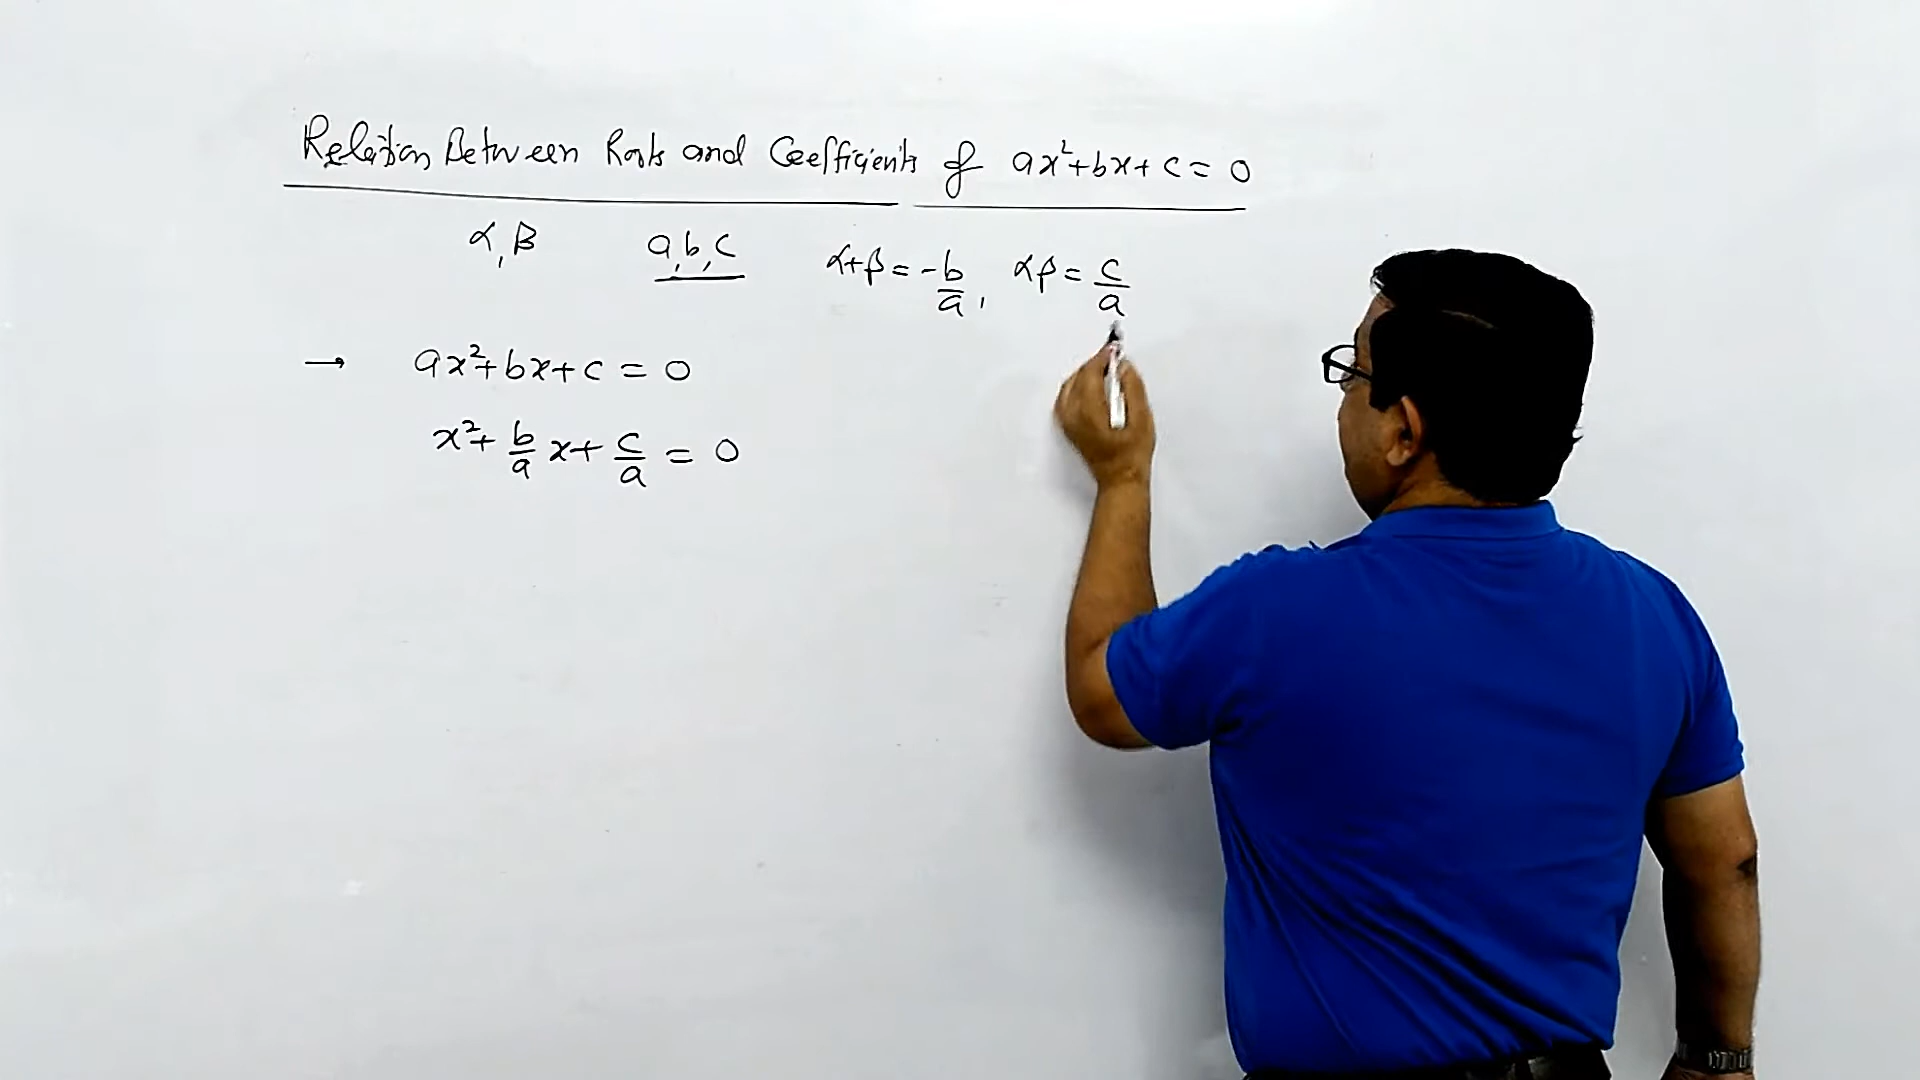 Relation Between Roots and Coefficients of ax²+bx+c=0
α, β a,b,c α+β = -b/a, αβ = c/a
→ ax²+bx+c=0
x²+ b/a x+ c/a = 0